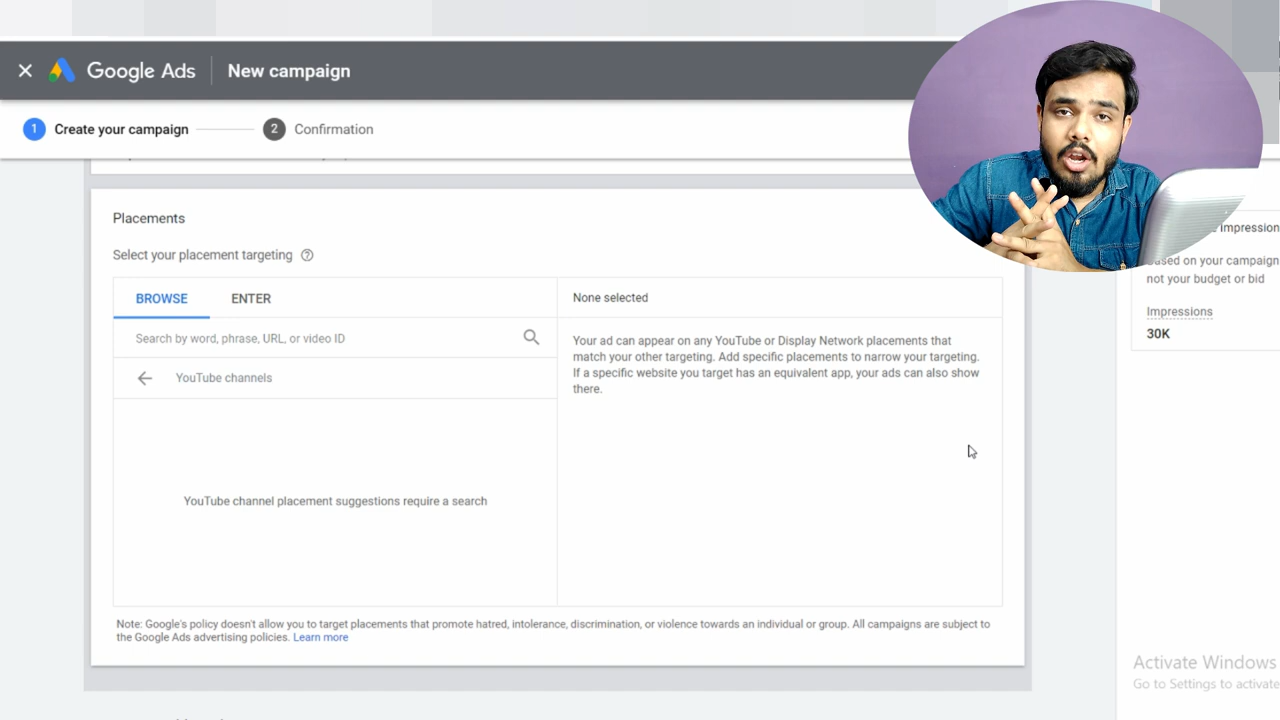 Google Ads
New campaign
1 Create your campaign
2 Confirmation
Placements
Select your placement targeting
BROWSE
ENTER
None selected
Search by word, phrase, URL, or video ID
YouTube channels
YouTube channel placement suggestions require a search
Your ad can appear on any YouTube or Display Network placements that
match your other targeting. Add specific placements to narrow your targeting.
If a specific website you target has an equivalent app, your ads can also show
there.
Note: Google's policy doesn't allow you to target placements that promote hatred, intolerance, discrimination, or violence towards an individual or group. All campaigns are subject to
the Google Ads advertising policies. Learn more
Impression
based on your campaign
not your budget or bid
Impressions
30K
Activate Windows
Go to Settings to activate